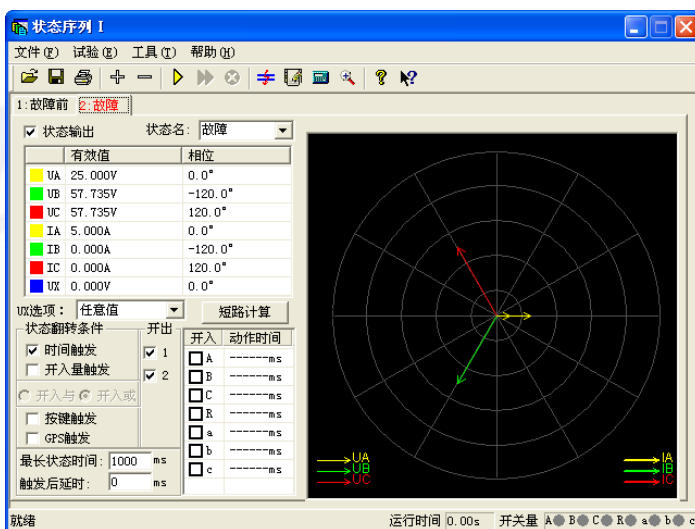 状态序列 I
文件(F) 试验(E) 工具(T) 帮助(H)
1:故障前 2:故障
状态输出 状态名: 故障
有效值 相位
UA 25.000V 0.0°
UB 57.735V -120.0°
UC 57.735V 120.0°
IA 5.000A 0.0°
IB 0.000A -120.0°
IC 0.000A 120.0°
UX 0.000V 0.0°
UX选项: 任意值 短路计算
状态翻转条件 开出
时间触发 1
开入量触发 2
开入与 开入或
按键触发
GPS触发
最长状态时间: 1000 ms
触发后延时: 0 ms
开入 动作时间
A ------ms
B ------ms
C ------ms
R ------ms
a ------ms
b ------ms
c ------ms
UA
UB
UC
IA
IB
IC
就绪 运行时间 0.00s 开关量 A B C R a b c